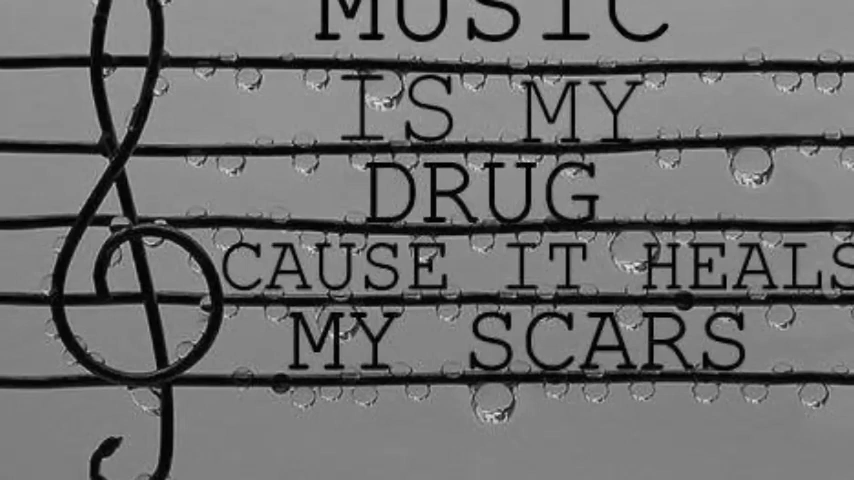 MUSIC
IS MY
DRUG
CAUSE IT HEALS
MY SCARS